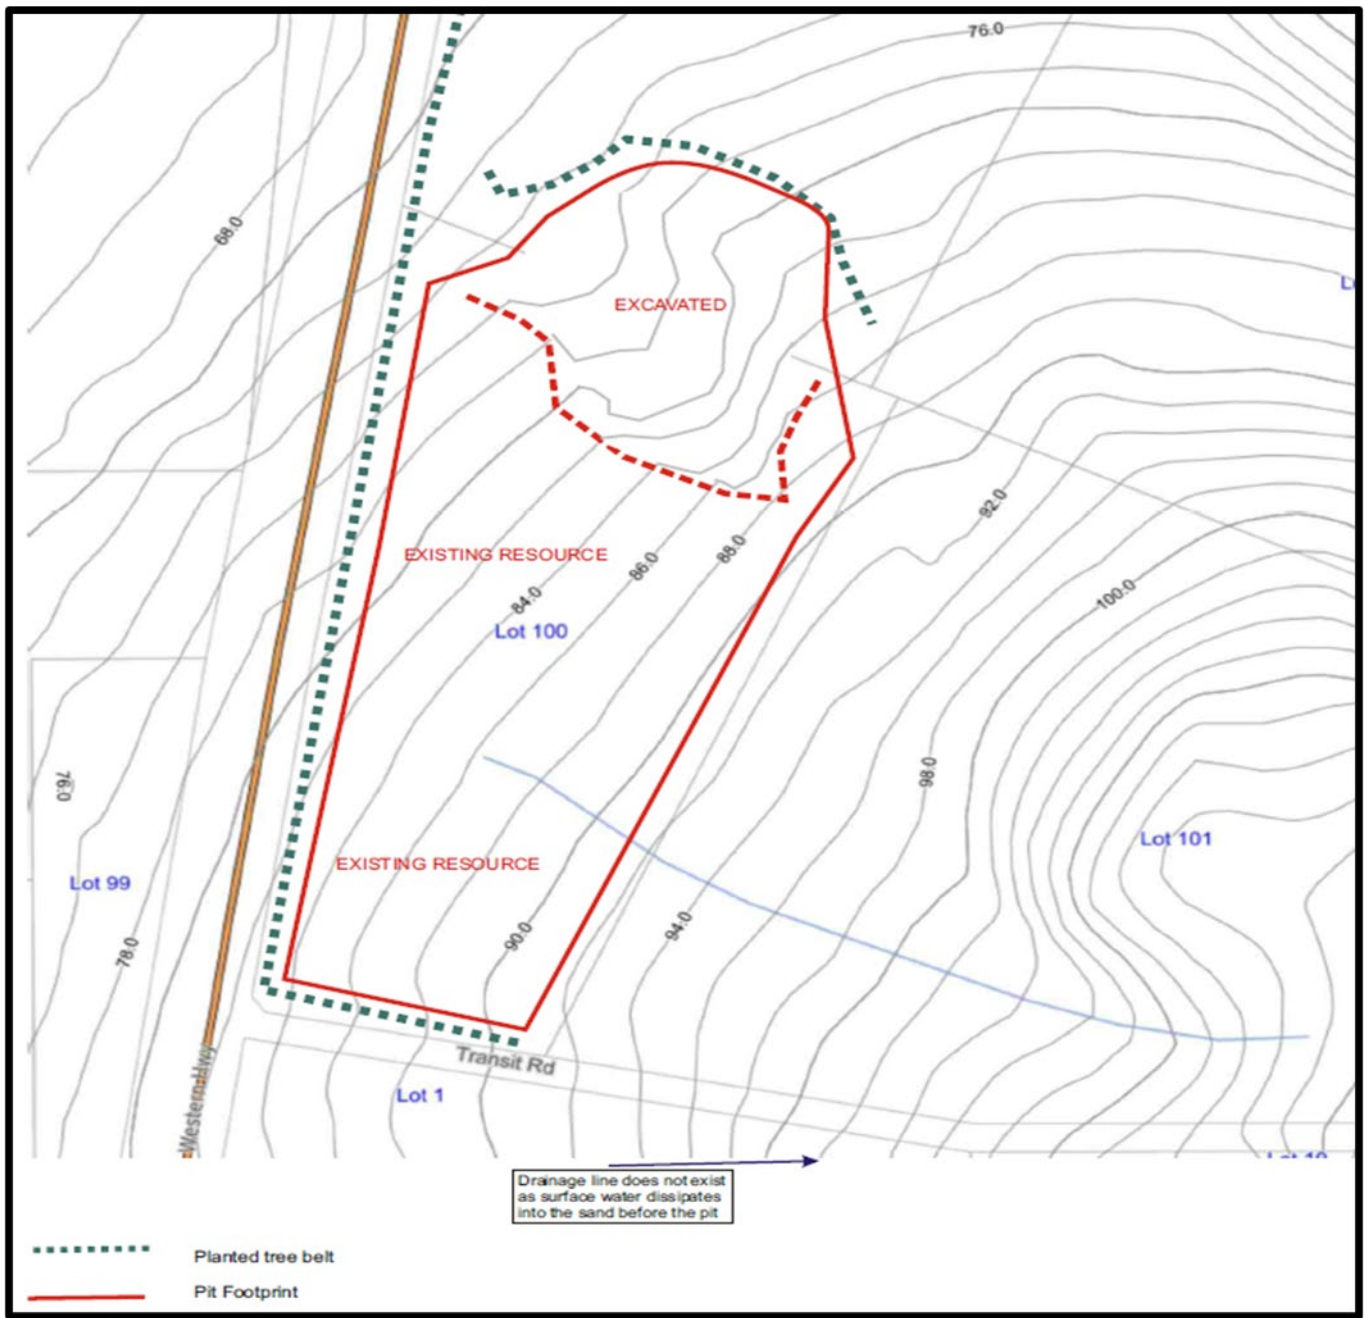 76.0
68.0
EXCAVATED
92.0
EXISTING RESOURCE
86.0
88.0
84.0
100.0
Lot 100
76.0
98.0
Lot 101
EXISTING RESOURCE
Lot 99
90.0
94.0
78.0
Transit Rd
Western Hwy
Lot 1
Drainage line does not exist
as surface water dissipates
into the sand before the pit
Planted tree belt
Pit Footprint